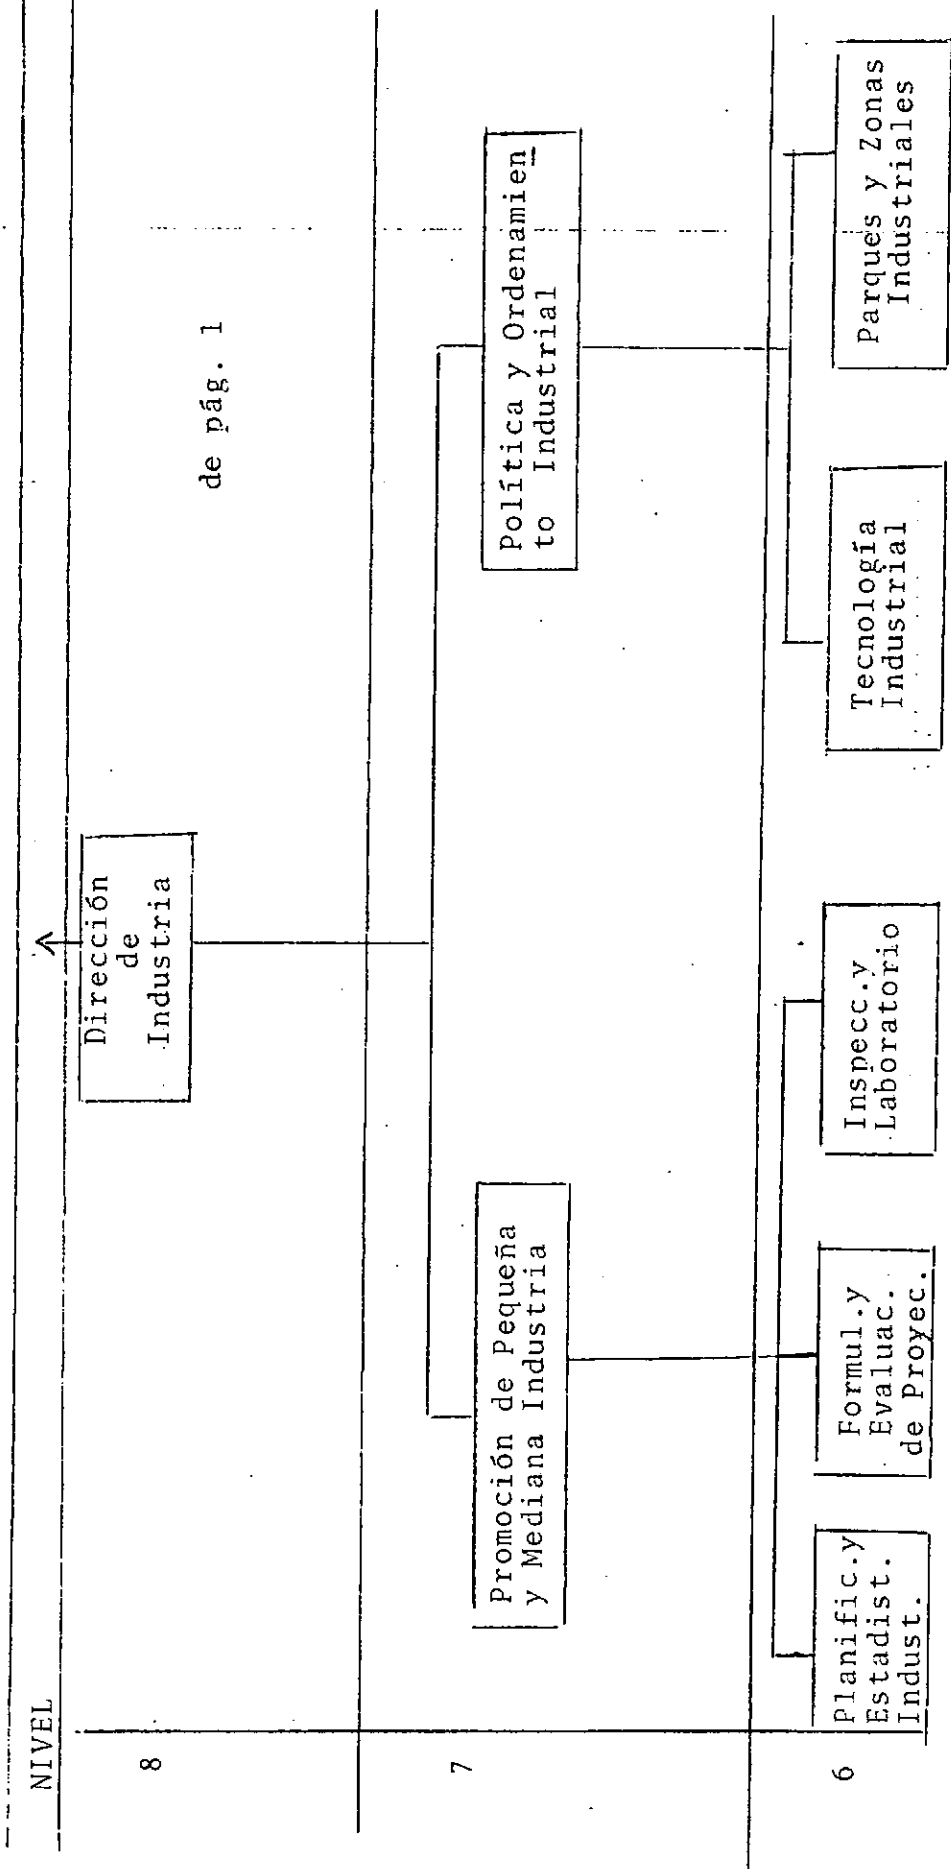 NIVEL
8
Dirección
de
Industria
de pág. 1
7
Promoción de Pequeña
y Mediana Industria
Política y Ordenamien
to Industrial
6
Planific.y
Estadist.
Indust.
Formul.y
Evaluac.
de Proyec.
Inspecc.y
Laboratorio
Tecnología
Industrial
Parques y Zonas
Industriales